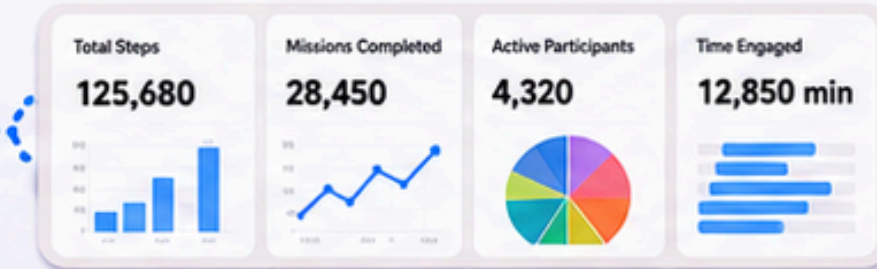 Total Steps
125,680
Missions Completed
28,450
Active Participants
4,320
Time Engaged
12,850 min